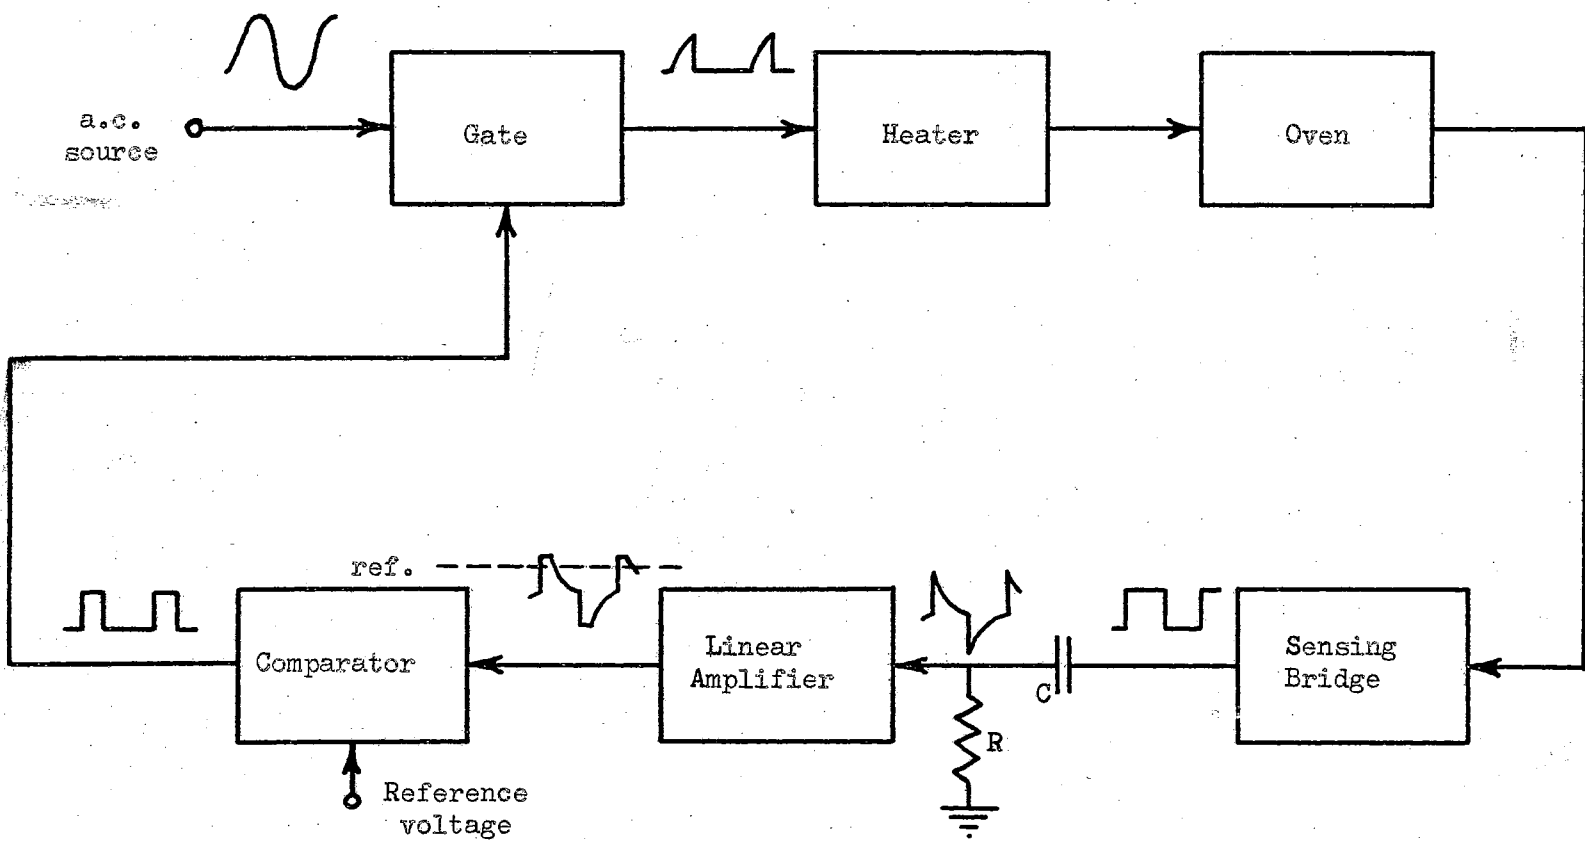 a.c.
source
Gate
Heater
Oven
ref.
Comparator
Linear
Amplifier
C
R
Sensing
Bridge
Reference
voltage